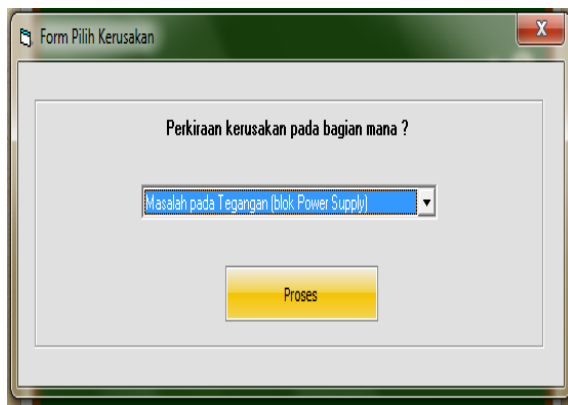 Form Pilih Kerusakan
X
Perkiraan kerusakan pada bagian mana ?
Masalah pada Tegangan (blok Power Supply)
Proses